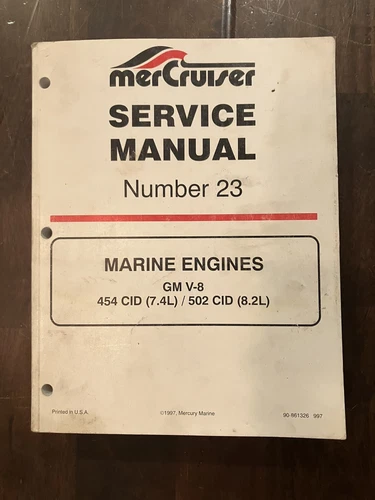 merCruiser
SERVICE
MANUAL
Number 23
MARINE ENGINES
GM V-8
454 CID (7.4L) / 502 CID (8.2L)
Printed in U.S.A. ©1997, Mercury Marine 90-861326 997